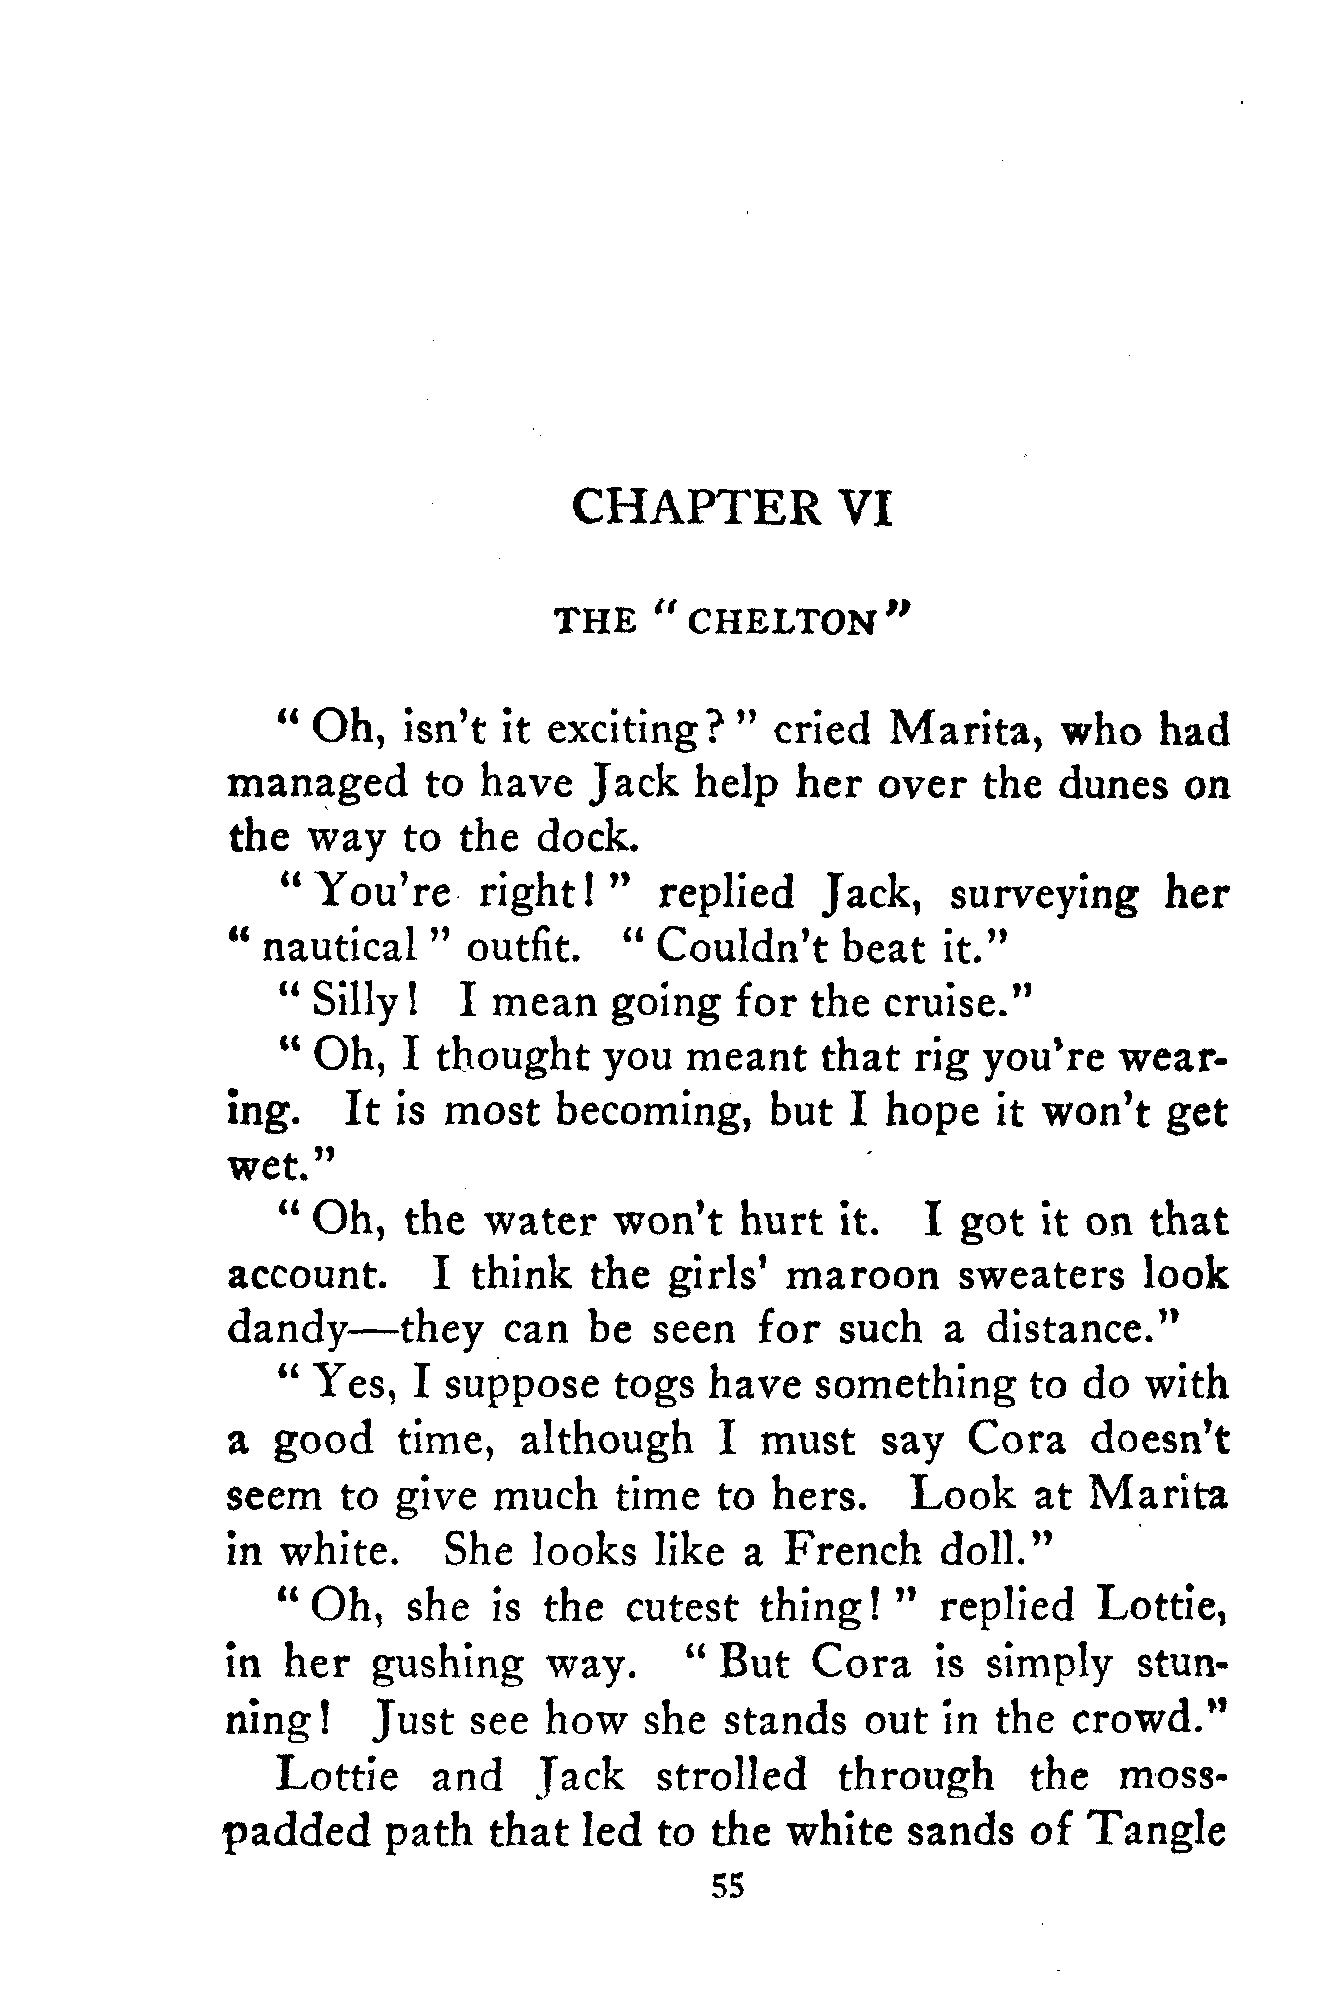 CHAPTER VI
THE " CHELTON"
" Oh, isn't it exciting? " cried Marita, who had
managed to have Jack help her over the dunes on
the way to the dock.
" You're right! " replied Jack, surveying her
" nautical " outfit. " Couldn't beat it."
" Silly! I mean going for the cruise."
" Oh, I thought you meant that rig you're wear-
ing. It is most becoming, but I hope it won't get
wet."
" Oh, the water won't hurt it. I got it on that
account. I think the girls' maroon sweaters look
dandy—they can be seen for such a distance."
" Yes, I suppose togs have something to do with
a good time, although I must say Cora doesn't
seem to give much time to hers. Look at Marita
in white. She looks like a French doll."
" Oh, she is the cutest thing! " replied Lottie,
in her gushing way. " But Cora is simply stun-
ning! Just see how she stands out in the crowd."
Lottie and Jack strolled through the moss-
padded path that led to the white sands of Tangle
55